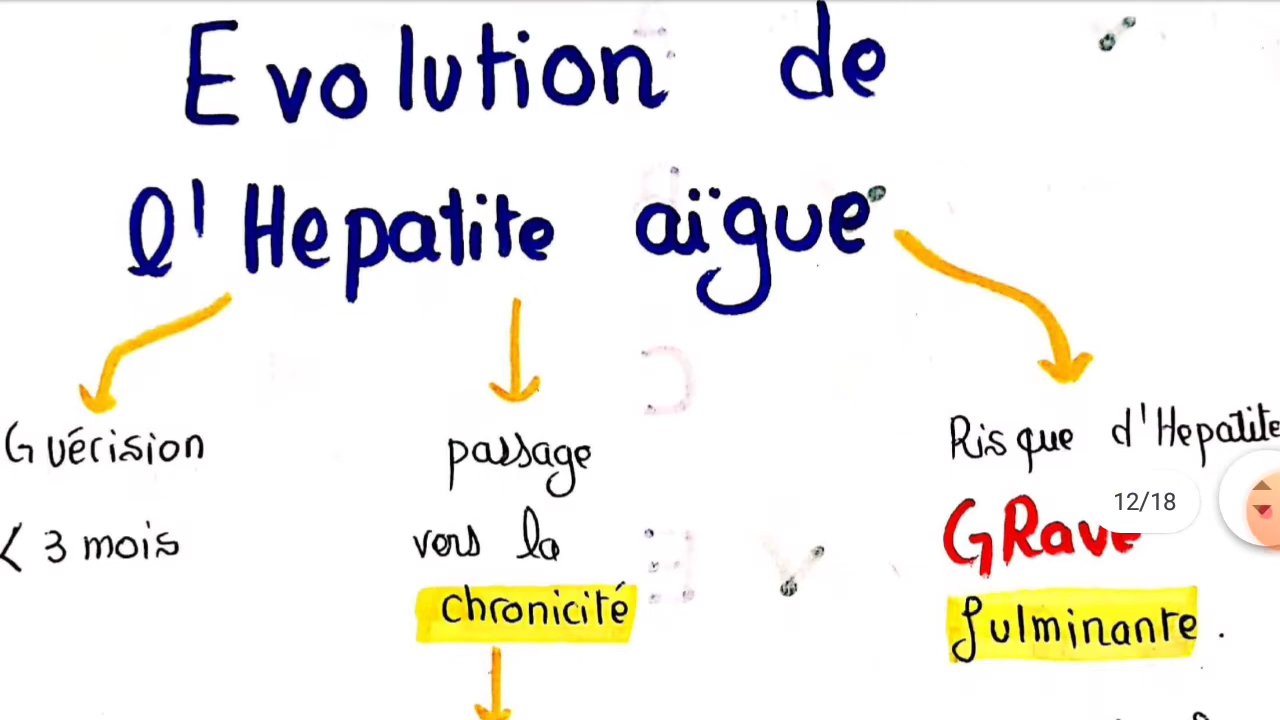 Evolution de
l'Hepatite aïgue
Guérision
< 3 mois
passage
vers la
chronicité
Risque d'Hepatite
GRave
fulminante.
12/18